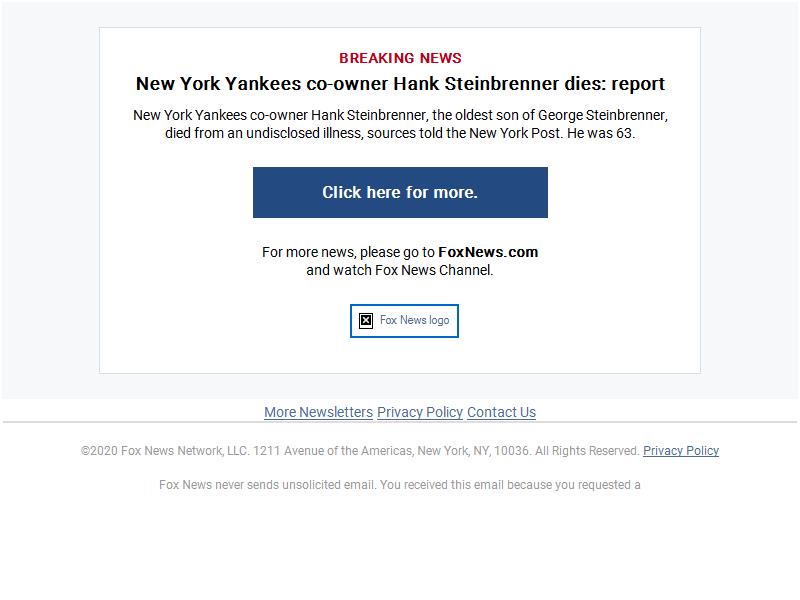 BREAKING NEWS
New York Yankees co-owner Hank Steinbrenner dies: report
New York Yankees co-owner Hank Steinbrenner, the oldest son of George Steinbrenner,
died from an undisclosed illness, sources told the New York Post. He was 63.
Click here for more.
For more news, please go to FoxNews.com
and watch Fox News Channel.
Fox News logo
More Newsletters Privacy Policy Contact Us
©2020 Fox News Network, LLC. 1211 Avenue of the Americas, New York, NY, 10036. All Rights Reserved. Privacy Policy
Fox News never sends unsolicited email. You received this email because you requested a